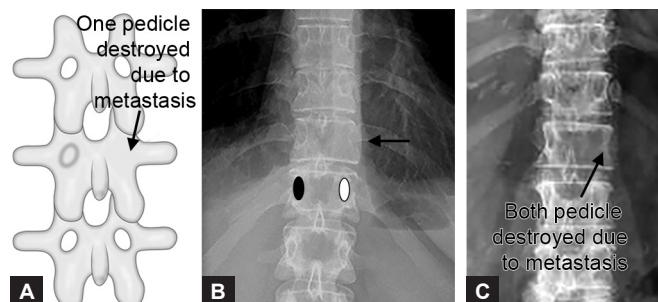 One pedicle
destroyed
due to
metastasis
A
B
Both pedicle
destroyed due
to metastasis
C